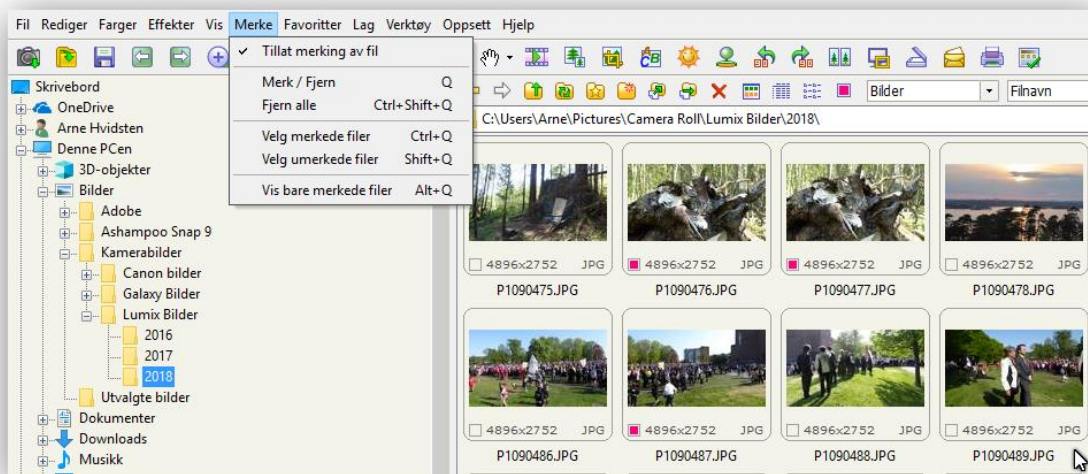 Fil Rediger Farger Effekter Vis Merke Favoritter Lag Verktøy Oppsett Hjelp
Tillat merking av fil
Merk / Fjern Q
Fjern alle Ctrl+Shift+Q
Velg merkede filer Ctrl+Q
Velg umerkede filer Shift+Q
Vis bare merkede filer Alt+Q
Bilder Filnavn
C:\Users\Arne\Pictures\Camera Roll\Lumix Bilder\2018\
Skrivebord
OneDrive
Arne Hvidsten
Denne PCen
3D-objekter
Bilder
Adobe
Ashampoo Snap 9
Kamerabilder
Canon bilder
Galaxy Bilder
Lumix Bilder
2016
2017
2018
Utvalgte bilder
Dokumenter
Downloads
Musikk
4896x2752 JPG 4896x2752 JPG 4896x2752 JPG 4896x2752 JPG
P1090475.JPG P1090476.JPG P1090477.JPG P1090478.JPG
4896x2752 JPG 4896x2752 JPG 4896x2752 JPG 4896x2752 JPG
P1090486.JPG P1090487.JPG P1090488.JPG P1090489.JPG